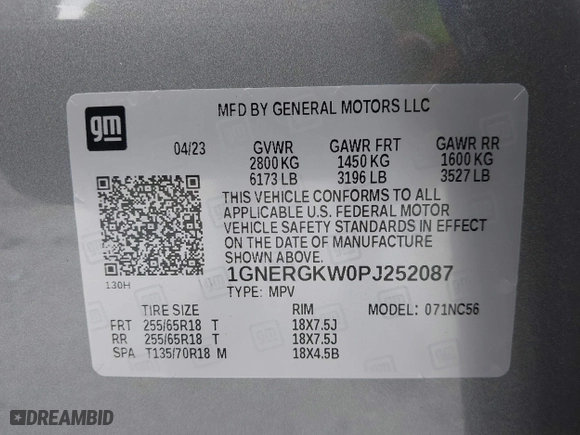 gm
MFD BY GENERAL MOTORS LLC
04/23 GVWR GAWR FRT GAWR RR
2800 KG 1450 KG 1600 KG
6173 LB 3196 LB 3527 LB
THIS VEHICLE CONFORMS TO ALL
APPLICABLE U.S. FEDERAL MOTOR
VEHICLE SAFETY STANDARDS IN EFFECT
ON THE DATE OF MANUFACTURE
SHOWN ABOVE.
1GNERGKW0PJ252087
130H TYPE: MPV
TIRE SIZE RIM MODEL: 071NC56
FRT 255/65R18 T 18X7.5J
RR 255/65R18 T 18X7.5J
SPA T135/70R18 M 18X4.5B
DREAMBID